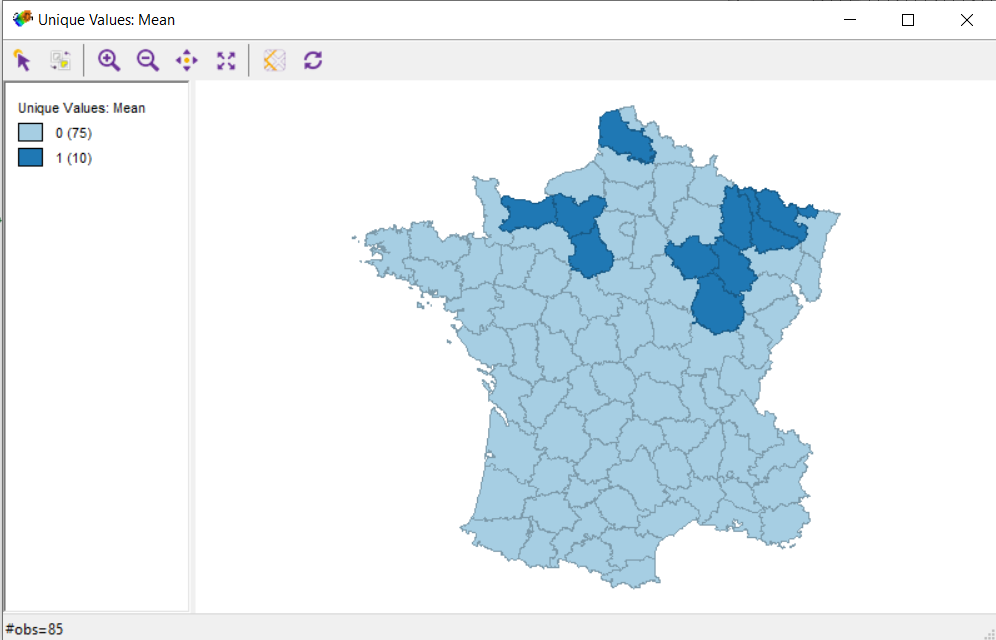 Unique Values: Mean
Unique Values: Mean
0 (75)
1 (10)
#obs=85